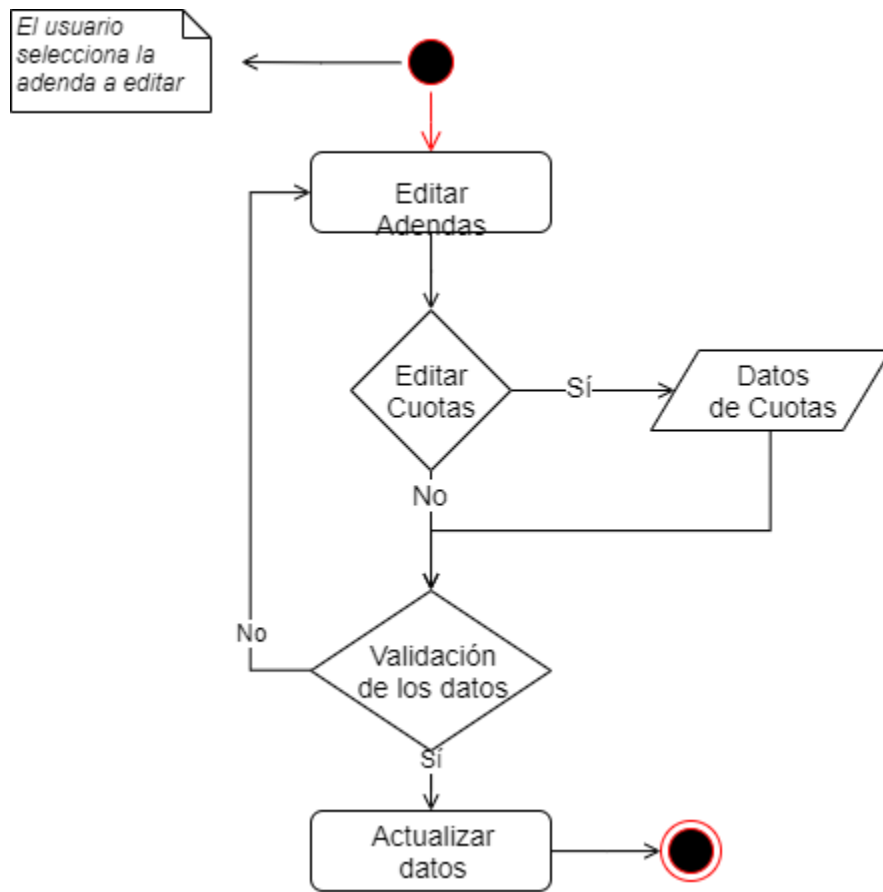 El usuario
selecciona la
adenda a editar
Editar
Adendas
Editar
Cuotas
Sí
Datos
de Cuotas
No
No
Validación
de los datos
Sí
Actualizar
datos